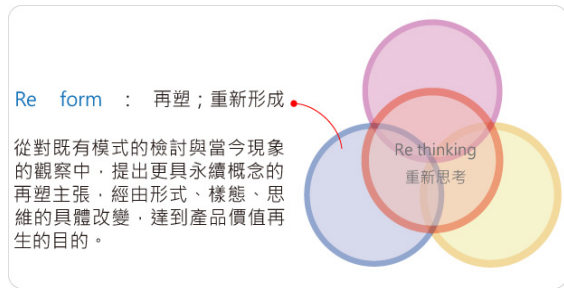 Re form : 再塑；重新形成
從對既有模式的檢討與當今現象
的觀察中，提出更具永續概念的
再塑主張，經由形式、樣態、思
維的具體改變，達到產品價值再
生的目的。
Re thinking
重新思考